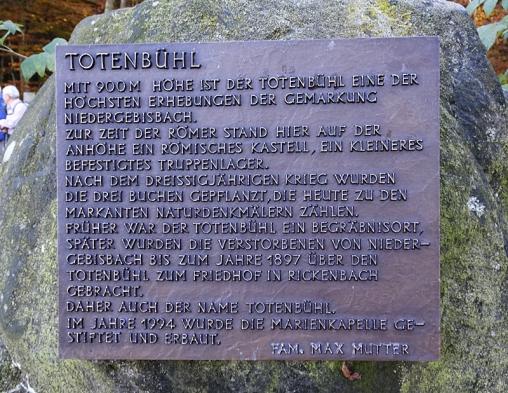 TOTENBÜHL
MIT 900 M HÖHE IST DER TOTENBÜHL EINE DER
HÖCHSTEN ERHEBUNGEN DER GEMARKUNG
NIEDERGEBISBACH.
ZUR ZEIT DER RÖMER STAND HIER AUF DER
ANHÖHE EIN RÖMISCHES KASTELL, EIN KLEINERES
BEFESTIGTES TRUPPENLAGER.
NACH DEM DREISSIGJÄHRIGEN KRIEG WURDEN
DIE DREI BUCHEN GEPFLANZT, DIE HEUTE ZU DEN
MARKANTEN NATURDENKMÄLERN ZÄHLEN.
FRÜHER WAR DER TOTENBÜHL EIN BEGRÄBNISORT,
SPÄTER WURDEN DIE VERSTORBENEN VON NIEDER-
GEBISBACH BIS ZUM JAHRE 1897 ÜBER DEN
TOTENBÜHL ZUM FRIEDHOF IN RICKENBACH
GEBRACHT.
DAHER AUCH DER NAME TOTENBÜHL.
IM JAHRE 1994 WURDE DIE MARIENKAPELLE GE-
STIFTET UND ERBAUT.
FAM. MAX MUTTER